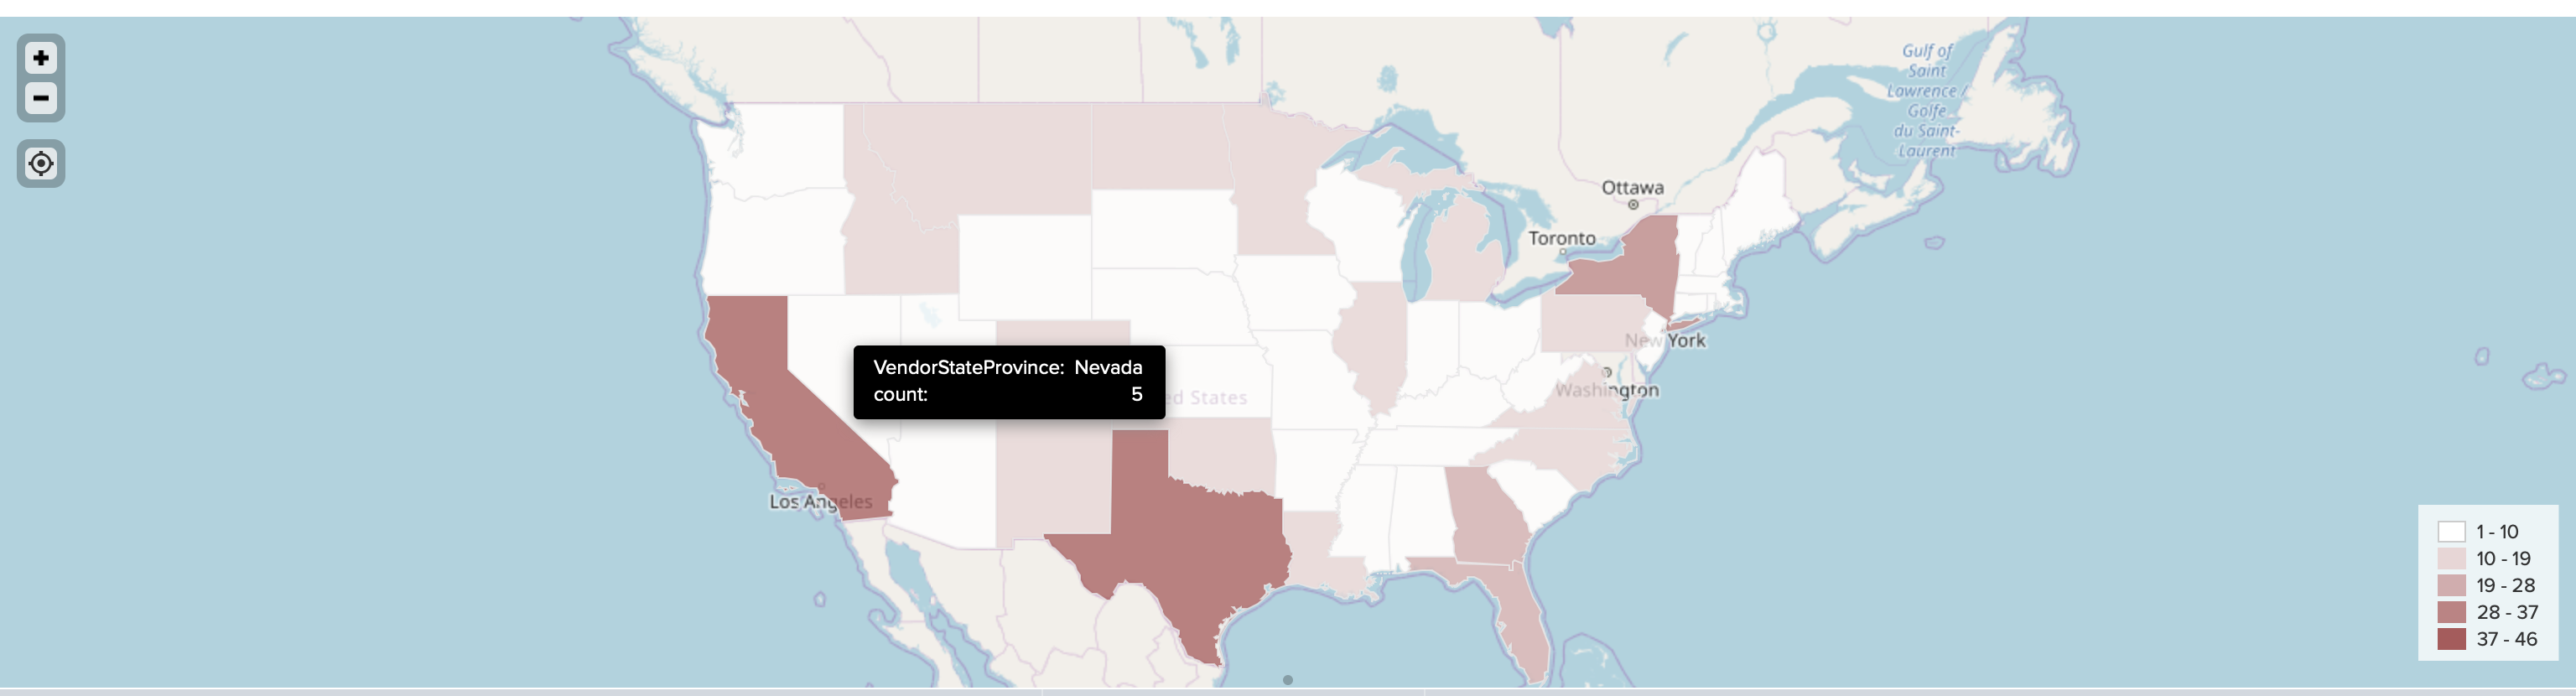 +
−
Gulf of
Saint
Lawrence /
Golfe
du Saint-
Laurent
Ottawa
Toronto
New York
Washington
VendorStateProvince: Nevada
count: 5
ed States
Los Angeles
1 - 10
10 - 19
19 - 28
28 - 37
37 - 46